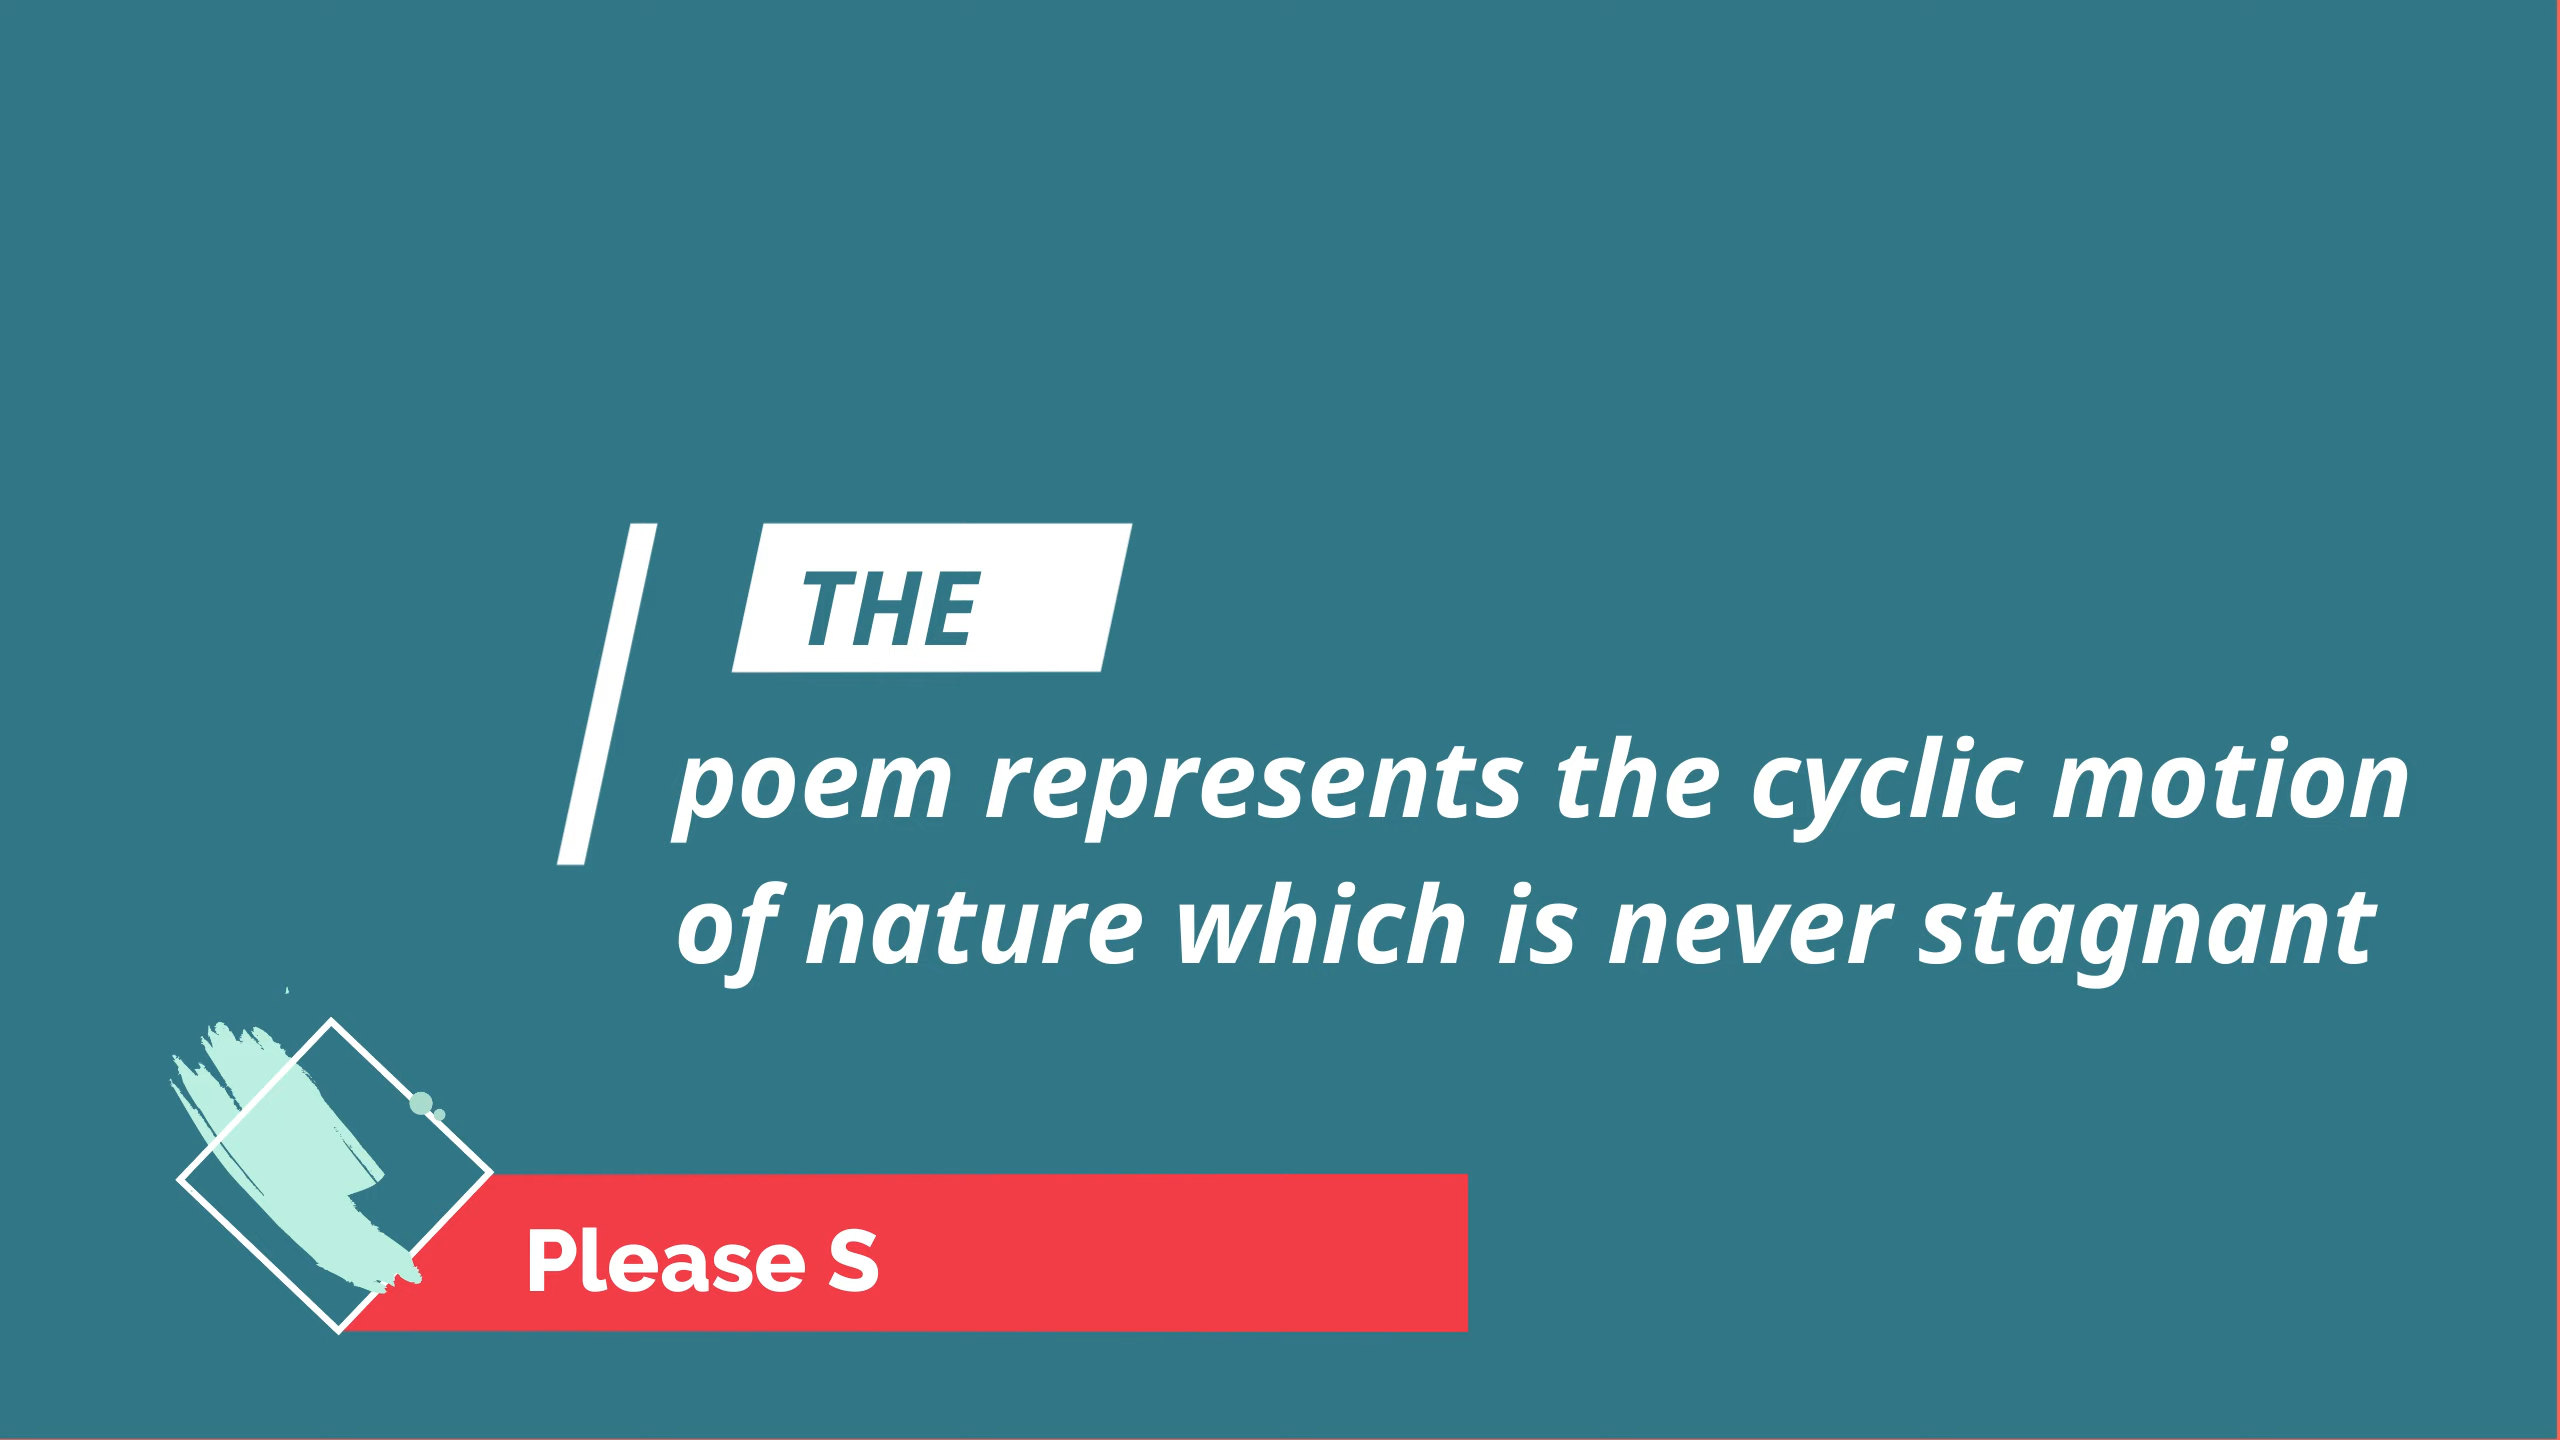 THE
poem represents the cyclic motion
of nature which is never stagnant
Please S